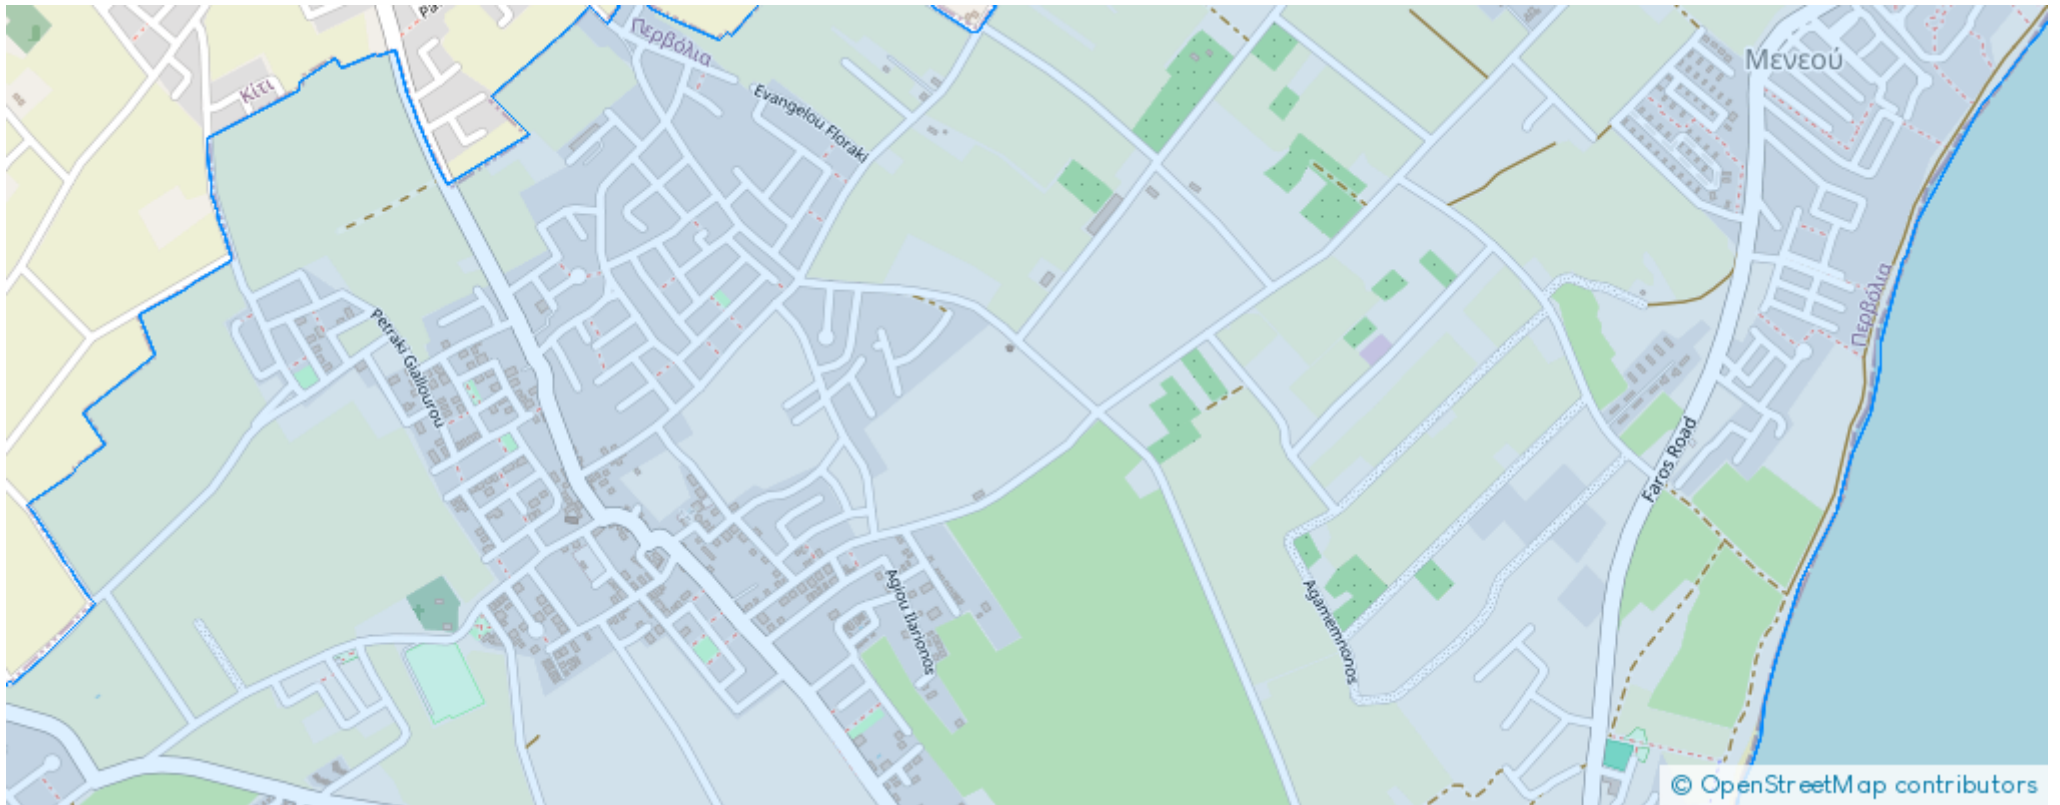 Περβόλια
Μενεού
Κίτι
Evangelou Floraki
Περβόλια
Petraki Giallourou
Faros Road
Agiou Ilarionos
Agamemnonos
© OpenStreetMap contributors